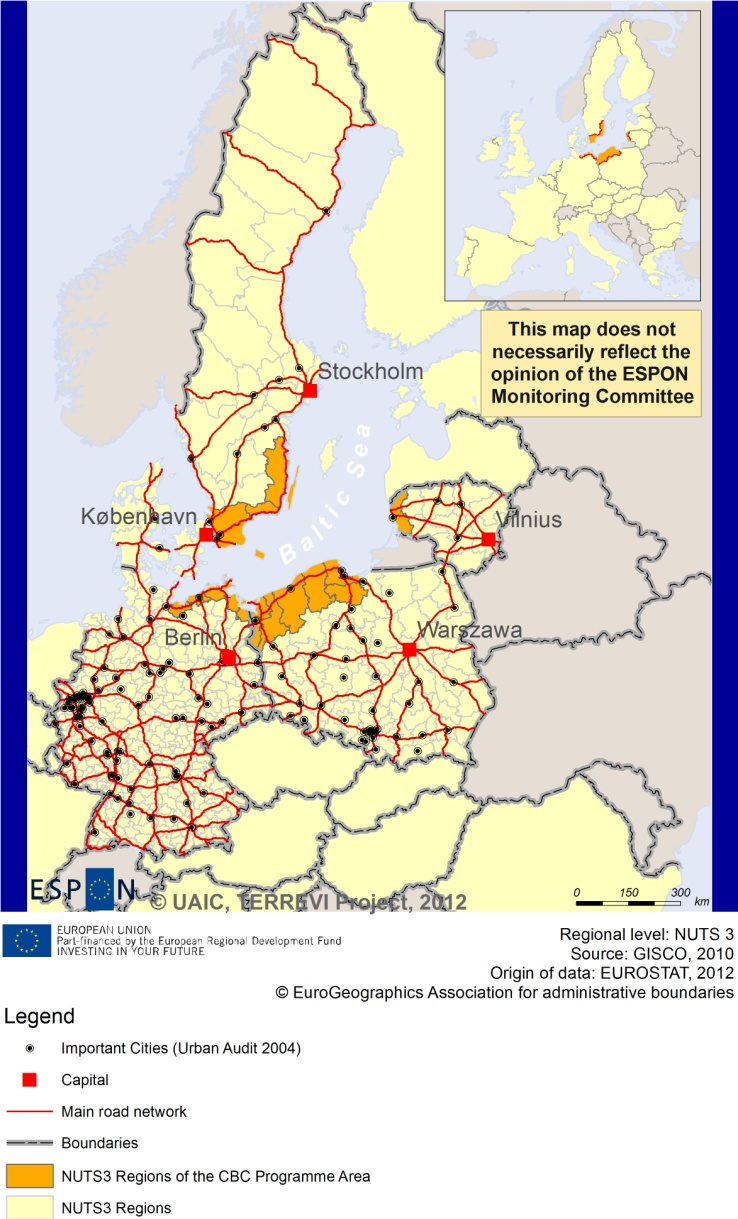 This map does not
necessarily reflect the
opinion of the ESPON
Monitoring Committee
Stockholm
Baltic Sea
København
Vilnius
Berlin
Warszawa
ESPON
© UAIC, TERREVI Project, 2012
0 150 300
km
EUROPEAN UNION
Part-financed by the European Regional Development Fund
INVESTING IN YOUR FUTURE
Regional level: NUTS 3
Source: GISCO, 2010
Origin of data: EUROSTAT, 2012
© EuroGeographics Association for administrative boundaries
Legend
Important Cities (Urban Audit 2004)
Capital
Main road network
Boundaries
NUTS3 Regions of the CBC Programme Area
NUTS3 Regions